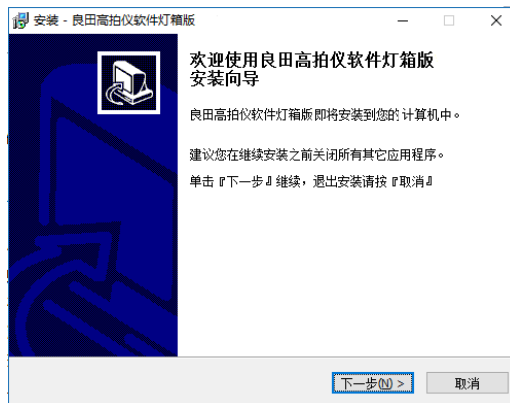 安装 - 良田高拍仪软件灯箱版
欢迎使用良田高拍仪软件灯箱版
安装向导
良田高拍仪软件灯箱版即将安装到您的计算机中。
建议您在继续安装之前关闭所有其它应用程序。
单击『下一步』继续，退出安装请按『取消』
下一步(N) >
取消